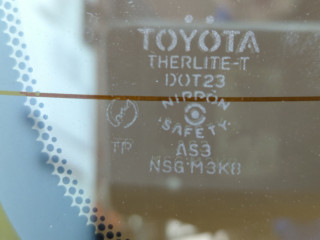 TOYOTA
THERLITE-T
DOT23
NIPPON
SAFETY
TP
AS3
NSG M3K8